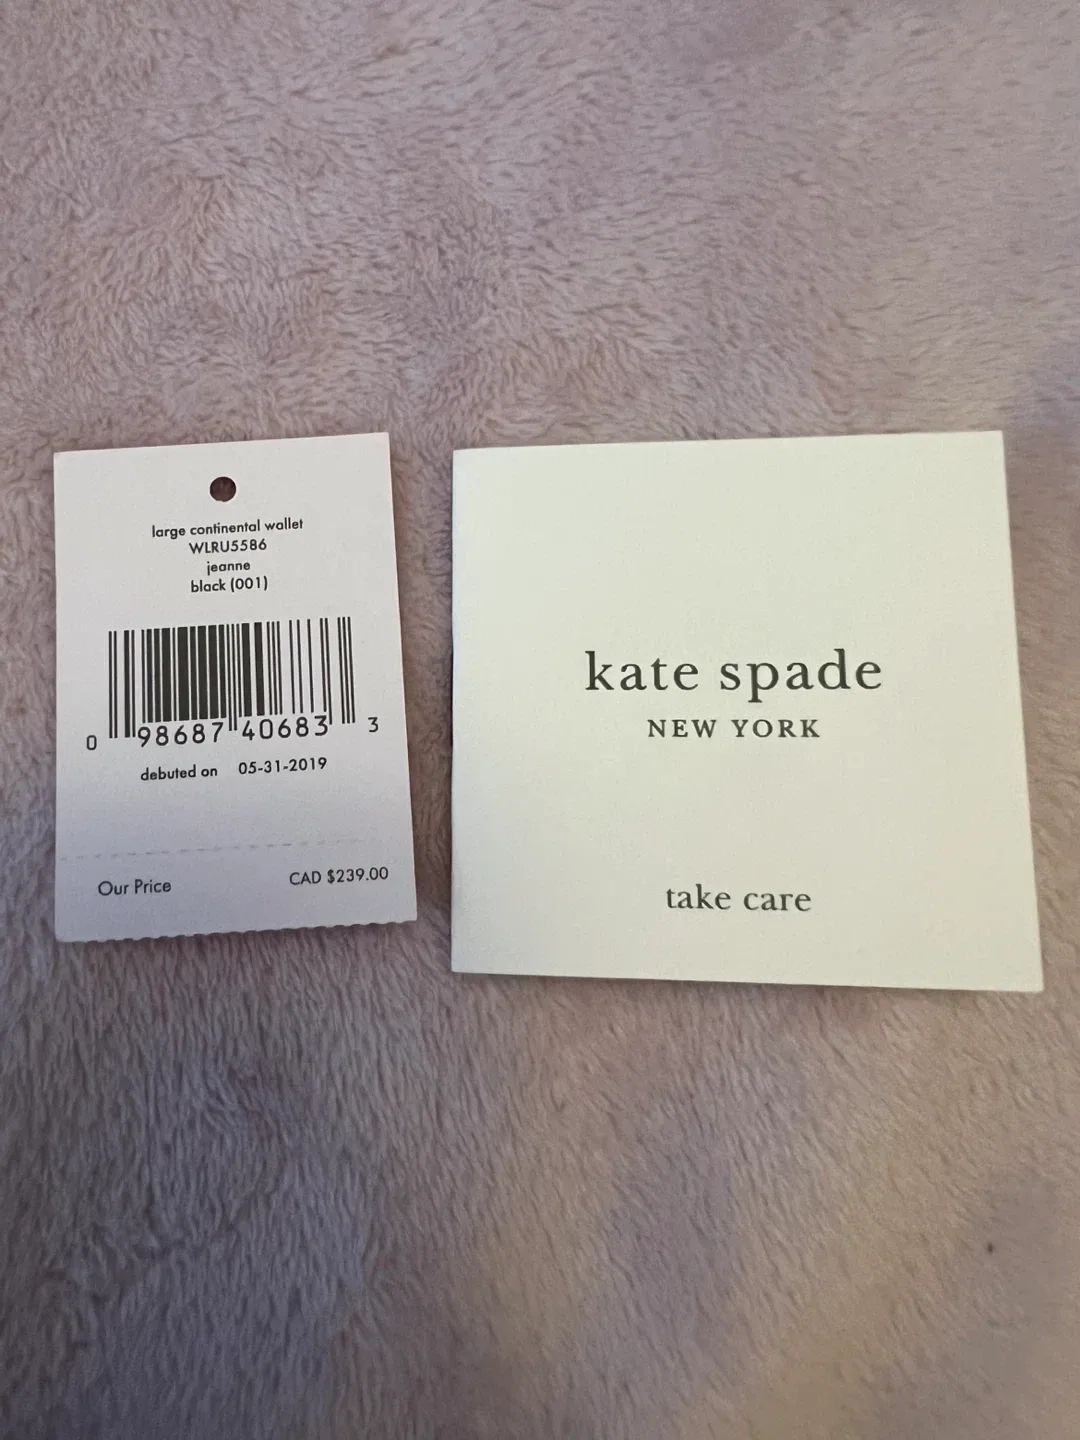 large continental wallet
WLRU5586
jeanne
black (001)
0 98687 40683 3
debuted on 05-31-2019
Our Price CAD $239.00
kate spade
NEW YORK
take care